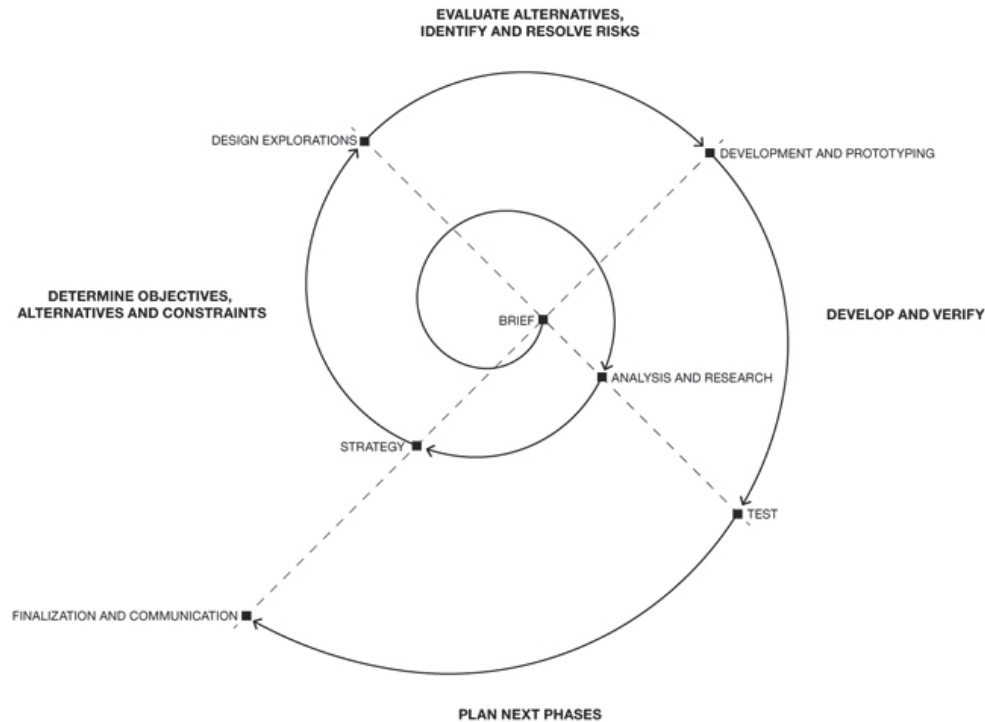 EVALUATE ALTERNATIVES,
IDENTIFY AND RESOLVE RISKS
DESIGN EXPLORATIONS
DEVELOPMENT AND PROTOTYPING
DETERMINE OBJECTIVES,
ALTERNATIVES AND CONSTRAINTS
BRIEF
DEVELOP AND VERIFY
ANALYSIS AND RESEARCH
STRATEGY
TEST
FINALIZATION AND COMMUNICATION
PLAN NEXT PHASES